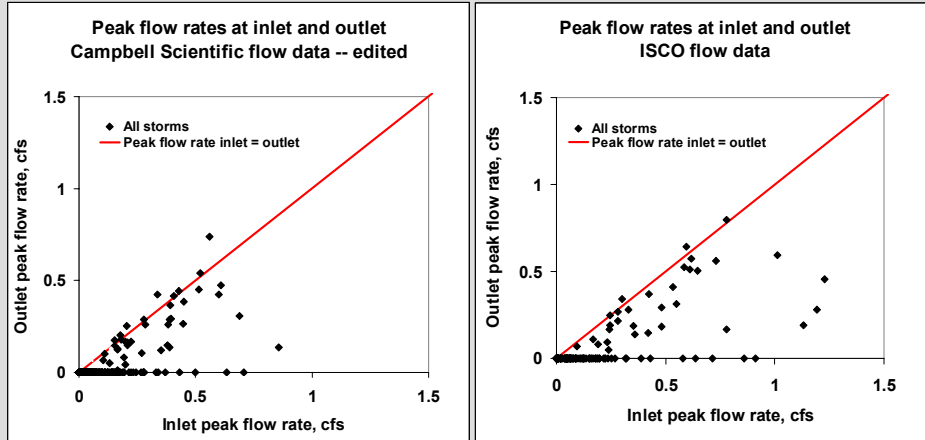 Peak flow rates at inlet and outlet
Campbell Scientific flow data -- edited
1.5
1
0.5
0
Outlet peak flow rate, cfs
All storms
Peak flow rate inlet = outlet
0
0.5
1
1.5
Inlet peak flow rate, cfs
Peak flow rates at inlet and outlet
ISCO flow data
1.5
1
0.5
0
Outlet peak flow rate, cfs
All storms
Peak flow rate inlet = outlet
0
0.5
1
1.5
Inlet peak flow rate, cfs